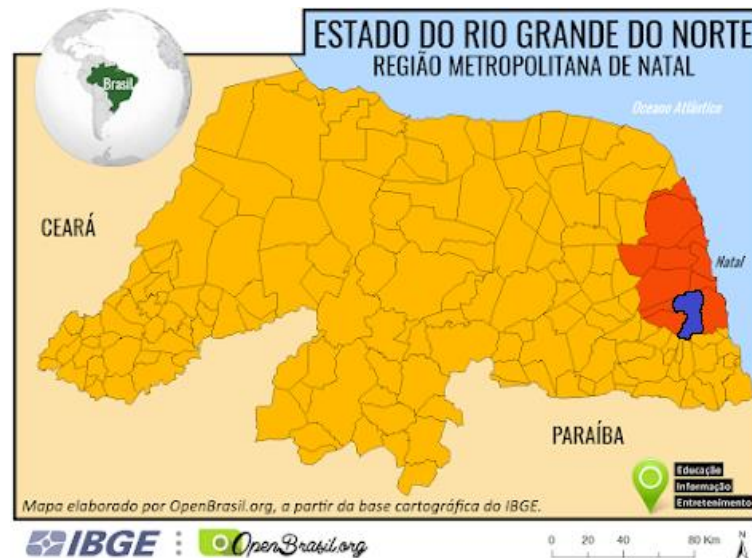 ESTADO DO RIO GRANDE DO NORTE
REGIÃO METROPOLITANA DE NATAL
Brasil
Oceano Atlântico
CEARÁ
Natal
PARAÍBA
Educação
Informação
Entretenimento
Mapa elaborado por OpenBrasil.org, a partir da base cartográfica do IBGE.
IBGE OpenBrasil.org
0 20 40 80 Km
N